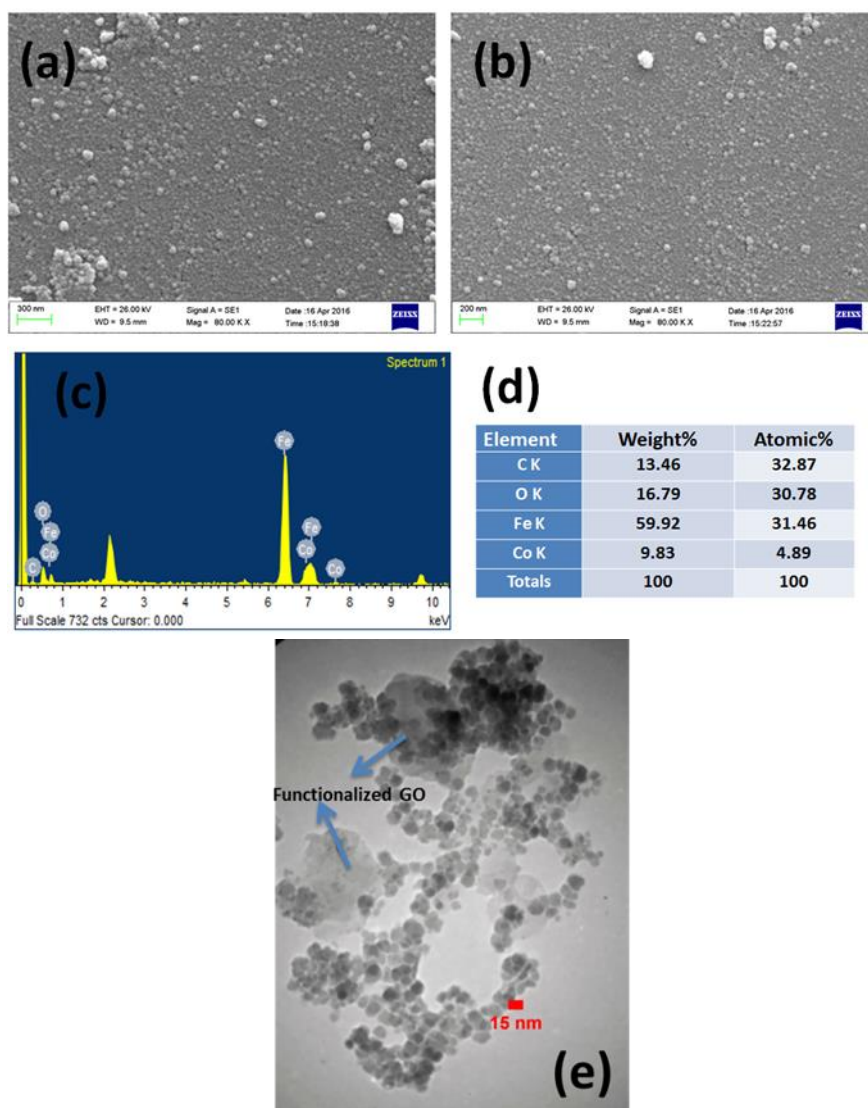 (a)
300 nm EHT = 26.00 kV Signal A = SE1 Date :16 Apr 2016 ZEISS
WD = 9.5 mm Mag = 80.00 K X Time :15:19:38
(b)
200 nm EHT = 26.00 kV Signal A = SE1 Date :16 Apr 2016 ZEISS
WD = 9.5 mm Mag = 80.00 K X Time :15:22:57
(c)
Spectrum 1
Fe
O
Fe Fe
C Co Co Co
0 1 2 3 4 5 6 7 8 9 10
Full Scale 732 cts Cursor: 0.000 keV
(d)
Element Weight% Atomic%
C K 13.46 32.87
O K 16.79 30.78
Fe K 59.92 31.46
Co K 9.83 4.89
Totals 100 100
Functionalized GO
15 nm
(e)